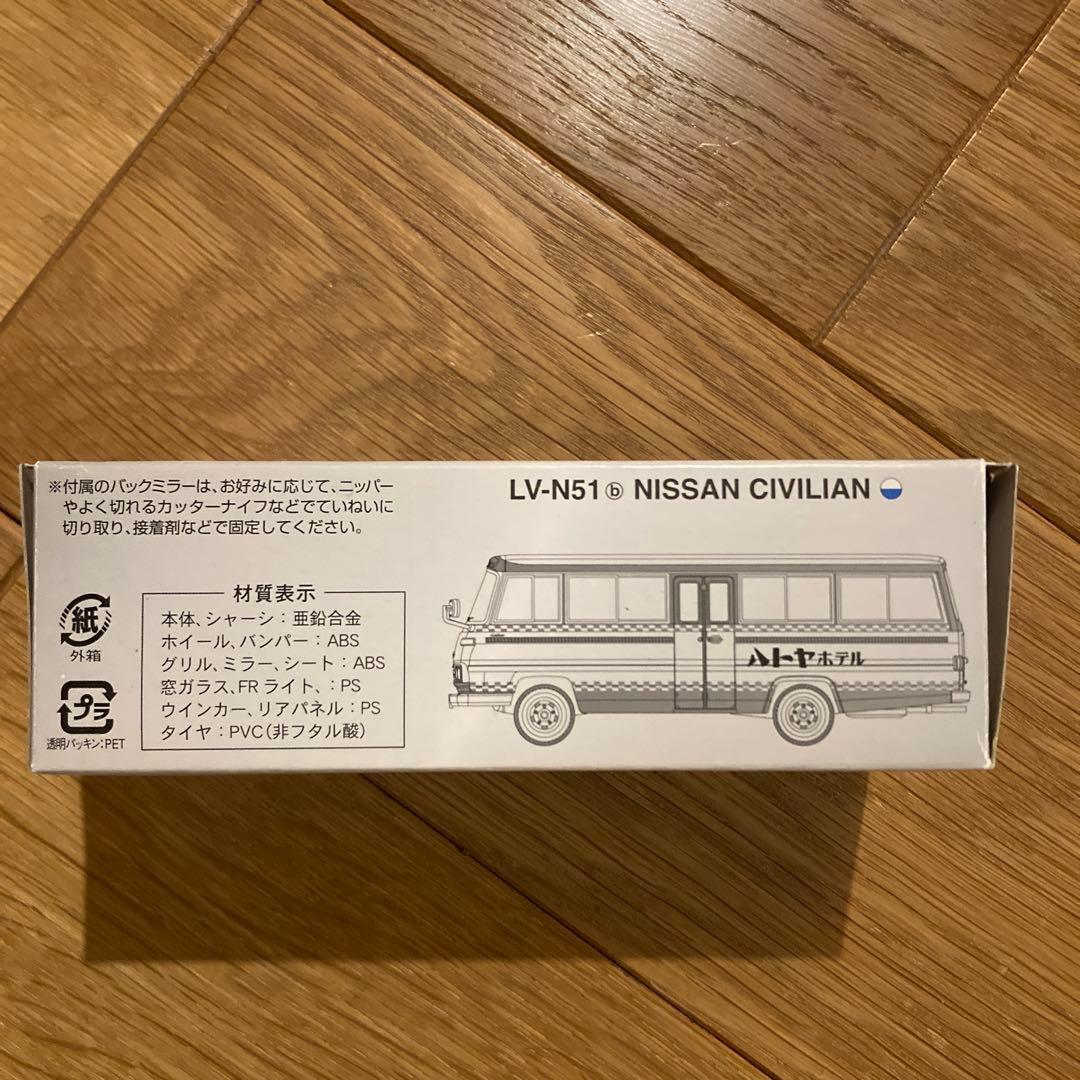 ※付属のバックミラーは、お好みに応じて、ニッパー
やよく切れるカッターナイフなどでていねいに
切り取り、接着剤などで固定してください。
LV-N51 ⓑ NISSAN CIVILIAN
紙
外箱
プラ
透明パッキン:PET
材質表示
本体、シャーシ:亜鉛合金
ホイール、バンパー:ABS
グリル、ミラー、シート:ABS
窓ガラス、FRライト、:PS
ウインカー、リアパネル:PS
タイヤ:PVC(非フタル酸)
ハトヤホテル